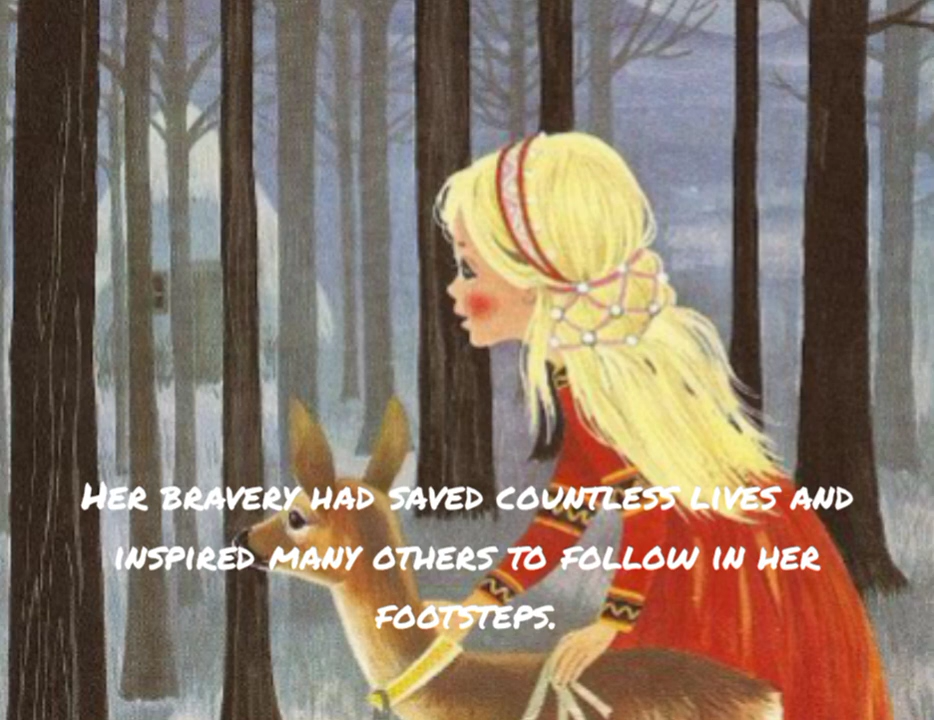 Her bravery had saved countless lives and
inspired many others to follow in her
footsteps.